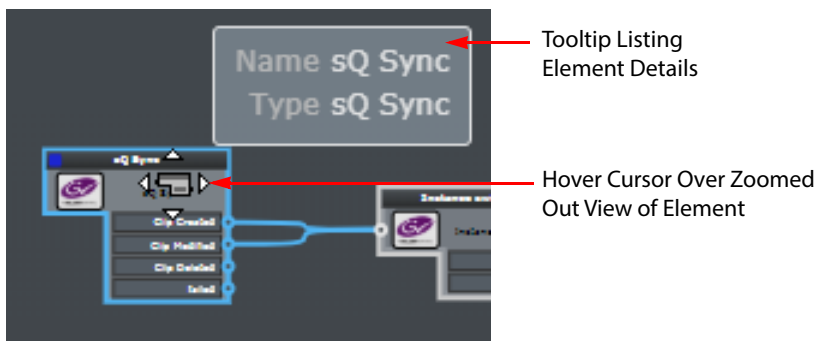 Name sQ Sync
Type sQ Sync
Tooltip Listing
Element Details
sQ Sync
Hover Cursor Over Zoomed
Out View of Element
Clip Created
Clip Modified
Clip Deleted
failed